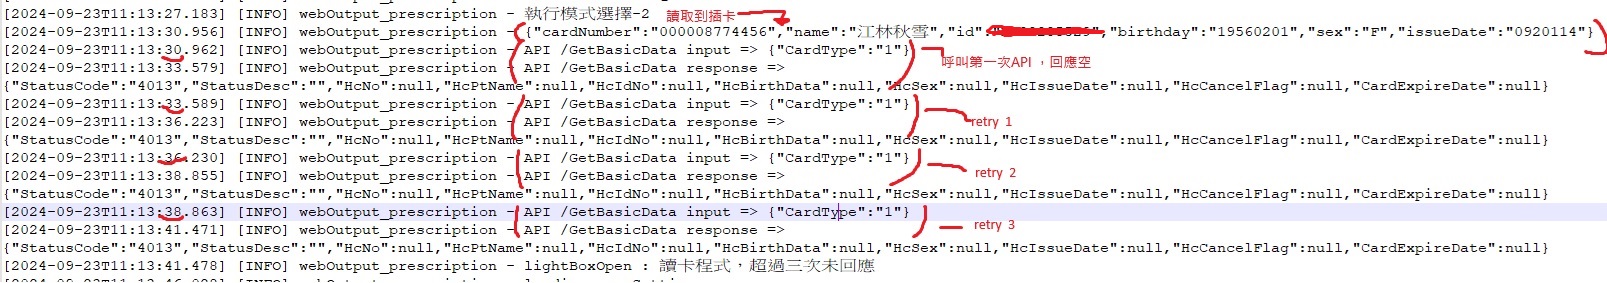 [2024-09-23T11:13:27.183] [INFO] webOutput_prescription - 執行模式選擇-2 讀取到插卡
[2024-09-23T11:13:30.956] [INFO] webOutput_prescription - {"cardNumber":"000008774456","name":"江林秋雪","id": ","birthday":"19560201","sex":"F","issueDate":"0920114"}
[2024-09-23T11:13:30.962] [INFO] webOutput_prescription - API /GetBasicData input => {"CardType":"1"}
呼叫第一次API ，回應空
[2024-09-23T11:13:33.579] [INFO] webOutput_prescription - API /GetBasicData response =>
{"StatusCode":"4013","StatusDesc":"","HcNo":null,"HcPtName":null,"HcIdNo":null,"HcBirthData":null,"HcSex":null,"HcIssueDate":null,"HcCancelFlag":null,"CardExpireDate":null}
[2024-09-23T11:13:33.589] [INFO] webOutput_prescription - API /GetBasicData input => {"CardType":"1"}
[2024-09-23T11:13:36.223] [INFO] webOutput_prescription - API /GetBasicData response =>
retry 1
{"StatusCode":"4013","StatusDesc":"","HcNo":null,"HcPtName":null,"HcIdNo":null,"HcBirthData":null,"HcSex":null,"HcIssueDate":null,"HcCancelFlag":null,"CardExpireDate":null}
[2024-09-23T11:13:36.230] [INFO] webOutput_prescription - API /GetBasicData input => {"CardType":"1"}
[2024-09-23T11:13:38.855] [INFO] webOutput_prescription - API /GetBasicData response =>
retry 2
{"StatusCode":"4013","StatusDesc":"","HcNo":null,"HcPtName":null,"HcIdNo":null,"HcBirthData":null,"HcSex":null,"HcIssueDate":null,"HcCancelFlag":null,"CardExpireDate":null}
[2024-09-23T11:13:38.863] [INFO] webOutput_prescription - API /GetBasicData input => {"CardType":"1"}
[2024-09-23T11:13:41.471] [INFO] webOutput_prescription - API /GetBasicData response =>
retry 3
{"StatusCode":"4013","StatusDesc":"","HcNo":null,"HcPtName":null,"HcIdNo":null,"HcBirthData":null,"HcSex":null,"HcIssueDate":null,"HcCancelFlag":null,"CardExpireDate":null}
[2024-09-23T11:13:41.478] [INFO] webOutput_prescription - lightBoxOpen : 讀卡程式，超過三次未回應